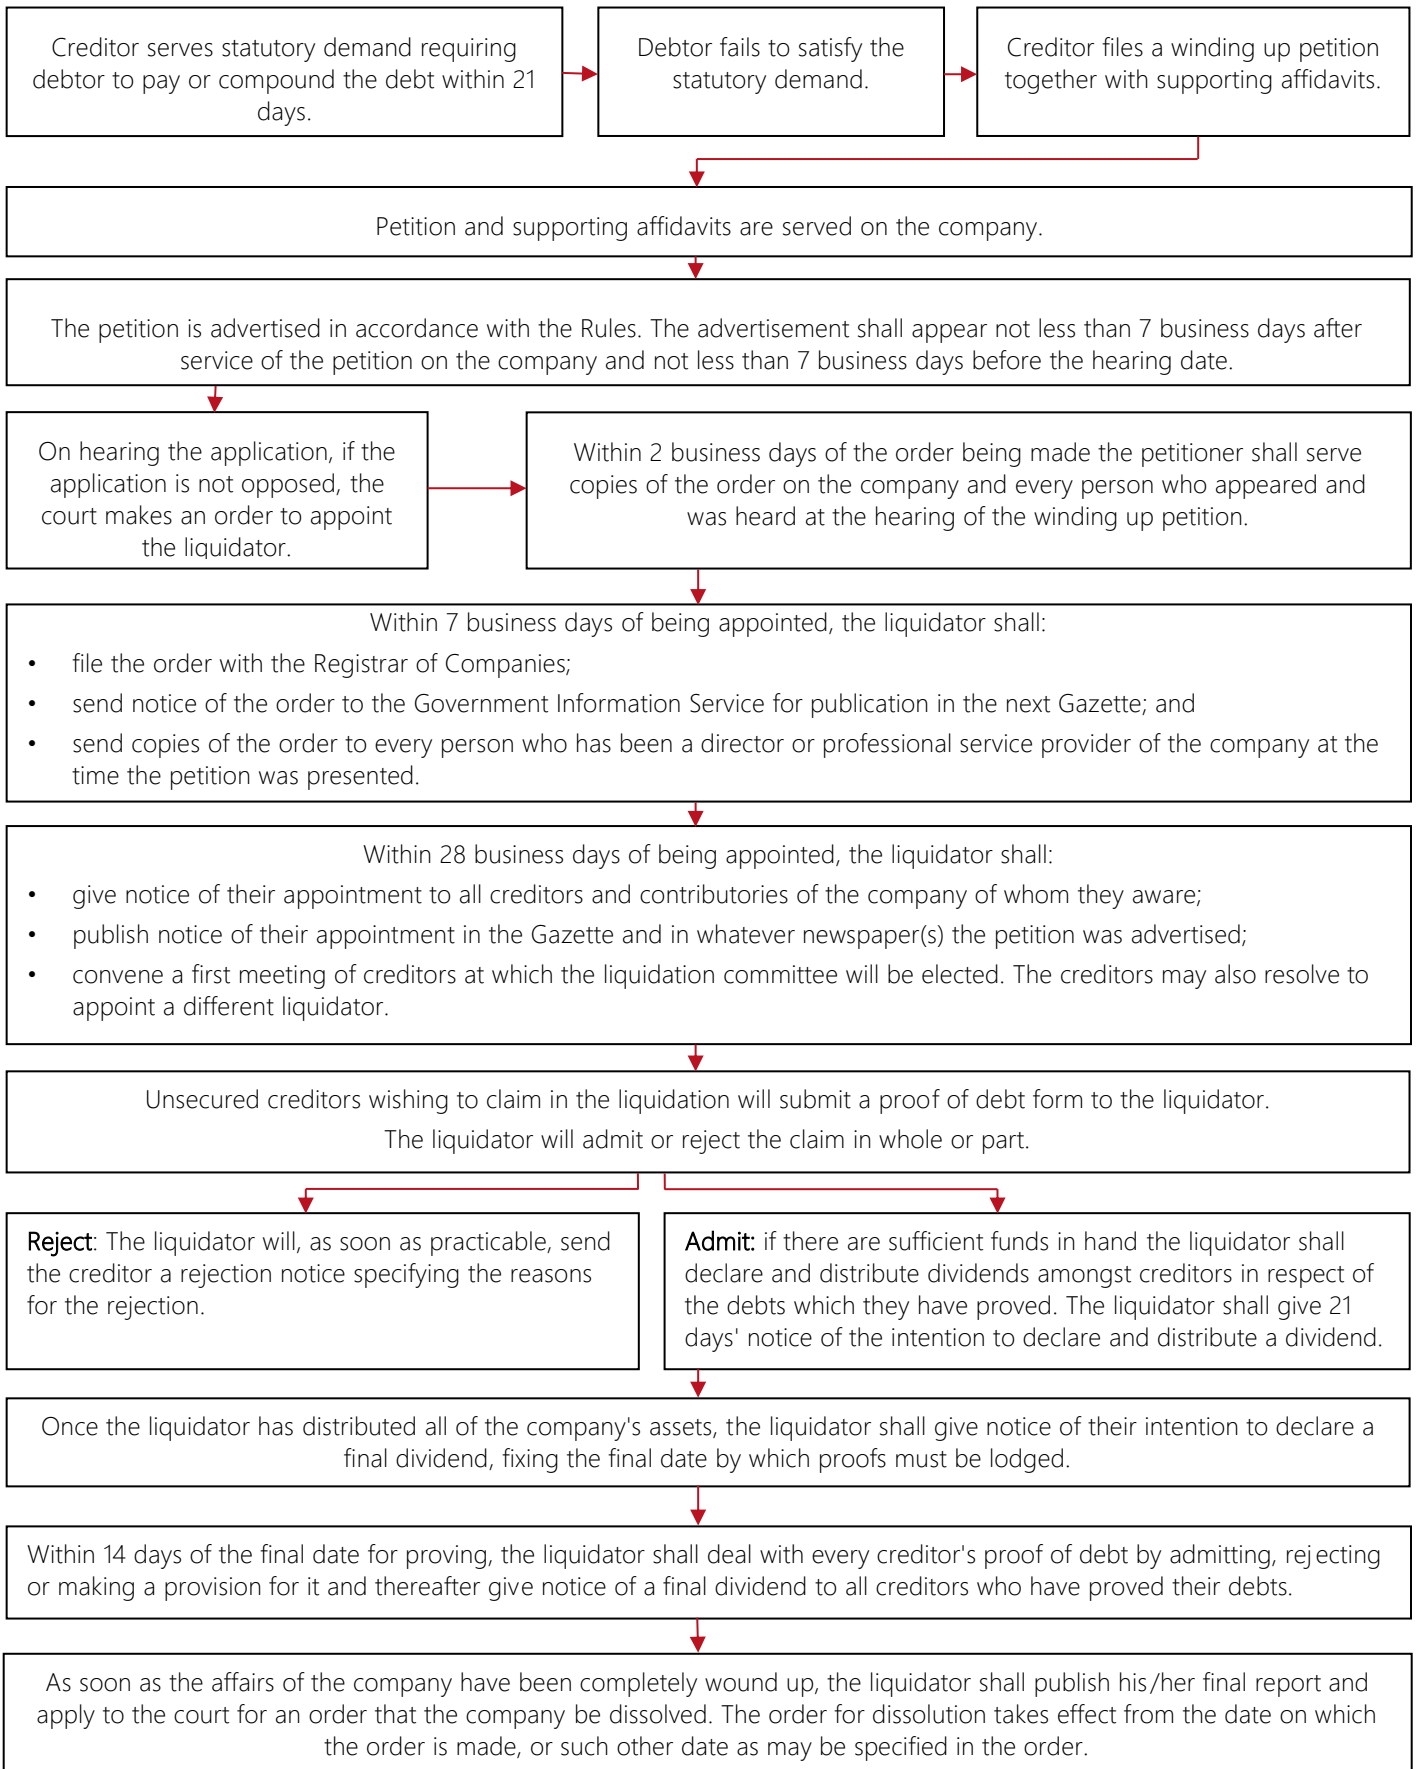 Creditor serves statutory demand requiring
debtor to pay or compound the debt within 21
days.
Debtor fails to satisfy the
statutory demand.
Creditor files a winding up petition
together with supporting affidavits.
Petition and supporting affidavits are served on the company.
The petition is advertised in accordance with the Rules. The advertisement shall appear not less than 7 business days after
service of the petition on the company and not less than 7 business days before the hearing date.
On hearing the application, if the
application is not opposed, the
court makes an order to appoint
the liquidator.
Within 2 business days of the order being made the petitioner shall serve
copies of the order on the company and every person who appeared and
was heard at the hearing of the winding up petition.
Within 7 business days of being appointed, the liquidator shall:
• file the order with the Registrar of Companies;
• send notice of the order to the Government Information Service for publication in the next Gazette; and
• send copies of the order to every person who has been a director or professional service provider of the company at the
time the petition was presented.
Within 28 business days of being appointed, the liquidator shall:
• give notice of their appointment to all creditors and contributories of the company of whom they aware;
• publish notice of their appointment in the Gazette and in whatever newspaper(s) the petition was advertised;
• convene a first meeting of creditors at which the liquidation committee will be elected. The creditors may also resolve to
appoint a different liquidator.
Unsecured creditors wishing to claim in the liquidation will submit a proof of debt form to the liquidator.
The liquidator will admit or reject the claim in whole or part.
Reject: The liquidator will, as soon as practicable, send
the creditor a rejection notice specifying the reasons
for the rejection.
Admit: if there are sufficient funds in hand the liquidator shall
declare and distribute dividends amongst creditors in respect of
the debts which they have proved. The liquidator shall give 21
days' notice of the intention to declare and distribute a dividend.
Once the liquidator has distributed all of the company's assets, the liquidator shall give notice of their intention to declare a
final dividend, fixing the final date by which proofs must be lodged.
Within 14 days of the final date for proving, the liquidator shall deal with every creditor's proof of debt by admitting, rejecting
or making a provision for it and thereafter give notice of a final dividend to all creditors who have proved their debts.
As soon as the affairs of the company have been completely wound up, the liquidator shall publish his/her final report and
apply to the court for an order that the company be dissolved. The order for dissolution takes effect from the date on which
the order is made, or such other date as may be specified in the order.